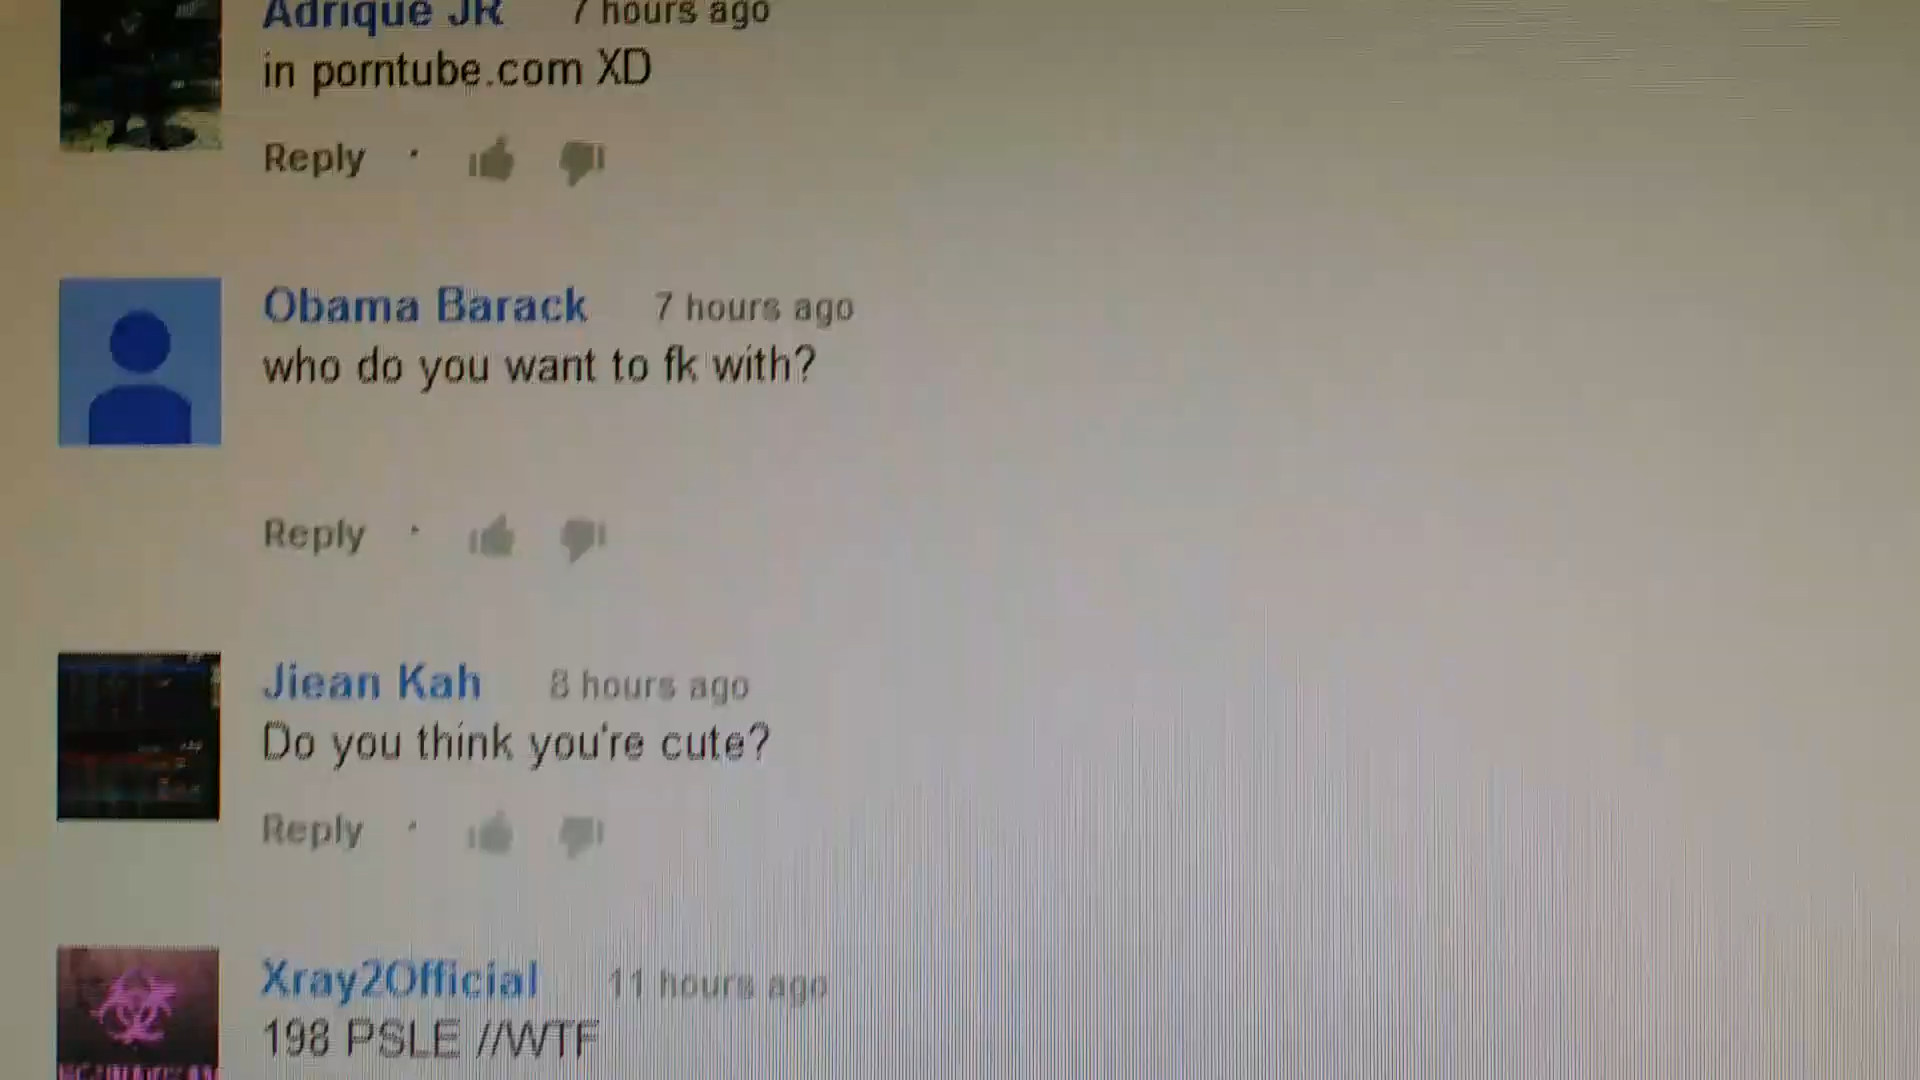 Adrique JR 7 hours ago
in porntube.com XD
Reply
Obama Barack 7 hours ago
who do you want to fk with?
Reply
Jiean Kah 8 hours ago
Do you think you're cute?
Reply
Xray2Official 11 hours ago
198 PSLE //WTF